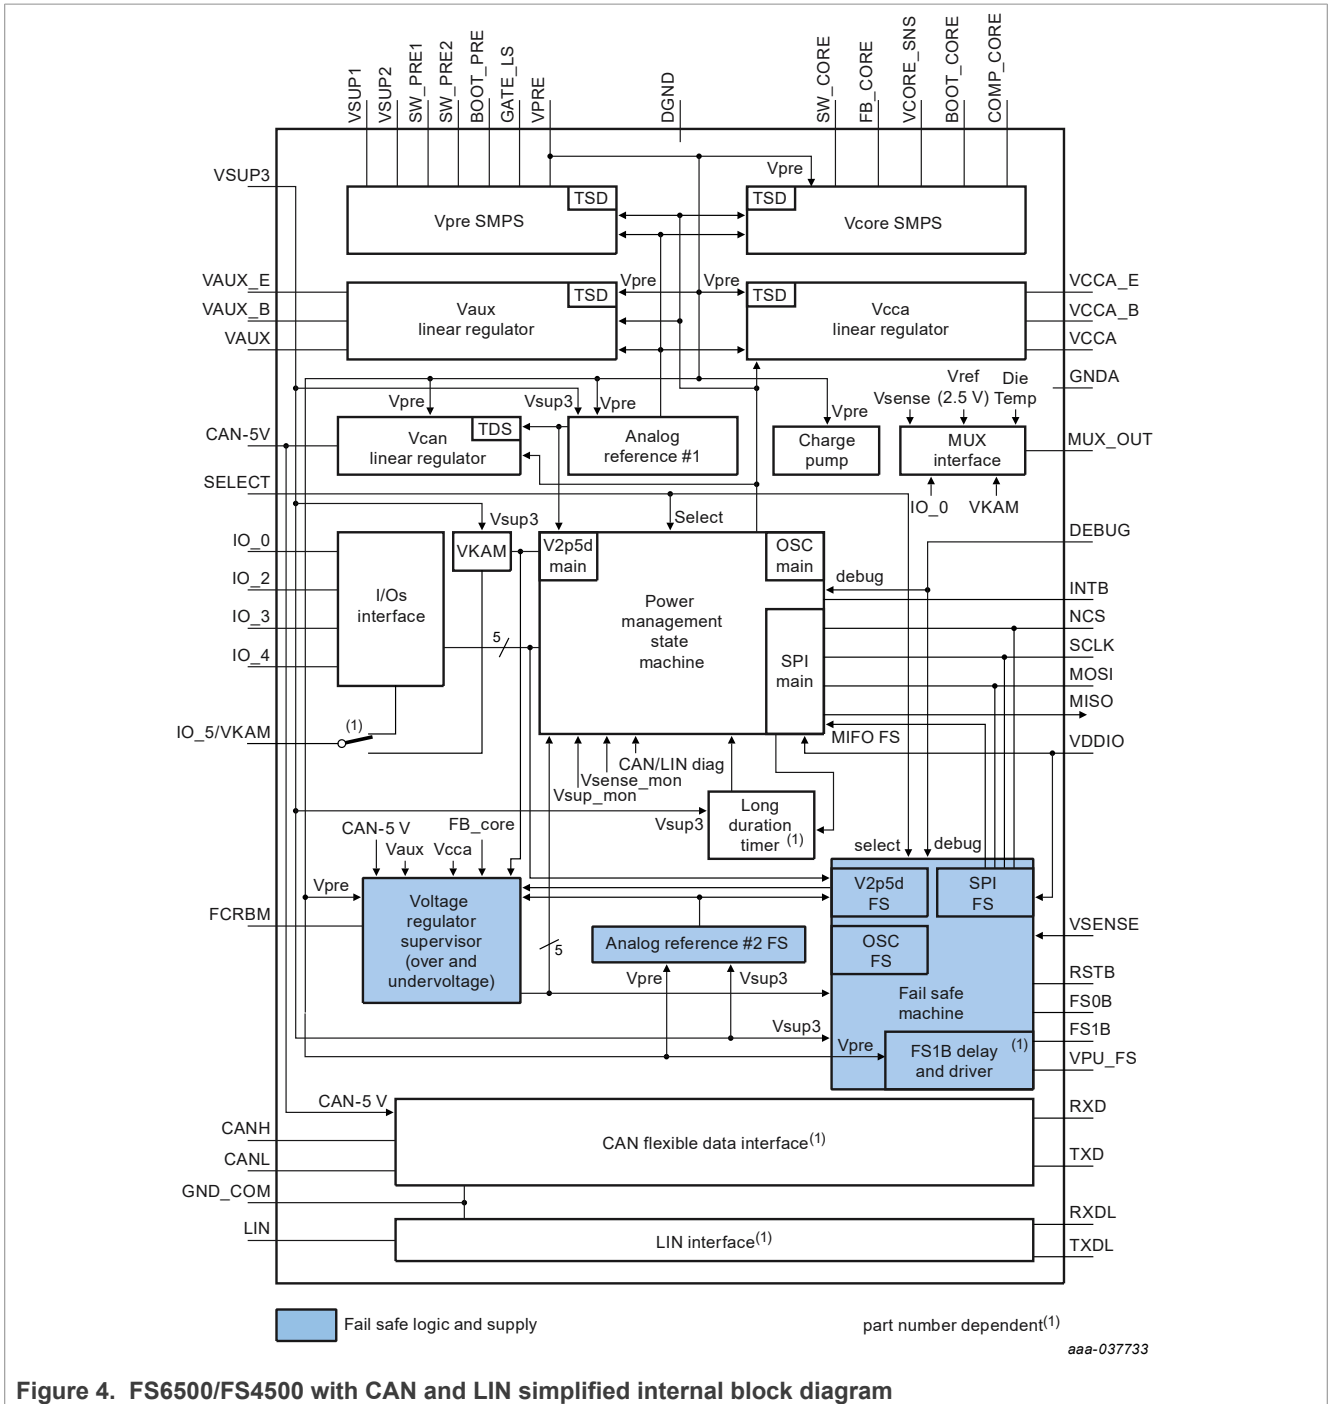 VSUP1
VSUP2
SW_PRE1
SW_PRE2
BOOT_PRE
GATE_LS
VPRE
DGND
SW_CORE
FB_CORE
VCORE_SNS
BOOT_CORE
COMP_CORE
VSUP3
Vpre
TSD
Vpre SMPS
TSD
Vcore SMPS
VAUX_E
VAUX_B
VAUX
TSD
Vaux
linear regulator
Vpre
Vpre
TSD
Vcca
linear regulator
VCCA_E
VCCA_B
VCCA
GNDA
Vpre
Vsup3
Vpre
Vpre
Vsense
Vref
(2.5 V)
Die
Temp
CAN-5V
TDS
Vcan
linear regulator
Analog
reference #1
Charge
pump
MUX
interface
MUX_OUT
SELECT
Select
IO_0
VKAM
Vsup3
DEBUG
IO_0
IO_2
IO_3
IO_4
I/Os
interface
VKAM
V2p5d
main
OSC
main
debug
Power
management
state
machine
SPI
main
5
INTB
NCS
SCLK
MOSI
MISO
IO_5/VKAM
(1)
MIFO FS
VDDIO
CAN/LIN diag
Vsense_mon
Vsup_mon
Vsup3
Long
duration
timer (1)
CAN-5 V
Vaux
Vcca
FB_core
select
debug
Vpre
FCRBM
Voltage
regulator
supervisor
(over and
undervoltage)
5
Analog reference #2 FS
Vpre
Vsup3
V2p5d
FS
SPI
FS
OSC
FS
Fail safe
machine
Vsup3
Vpre
FS1B delay
and driver
(1)
VSENSE
RSTB
FS0B
FS1B
VPU_FS
CAN-5 V
CANH
CANL
GND_COM
LIN
CAN flexible data interface(1)
LIN interface(1)
RXD
TXD
RXDL
TXDL
Fail safe logic and supply
part number dependent(1)
aaa-037733
Figure 4. FS6500/FS4500 with CAN and LIN simplified internal block diagram